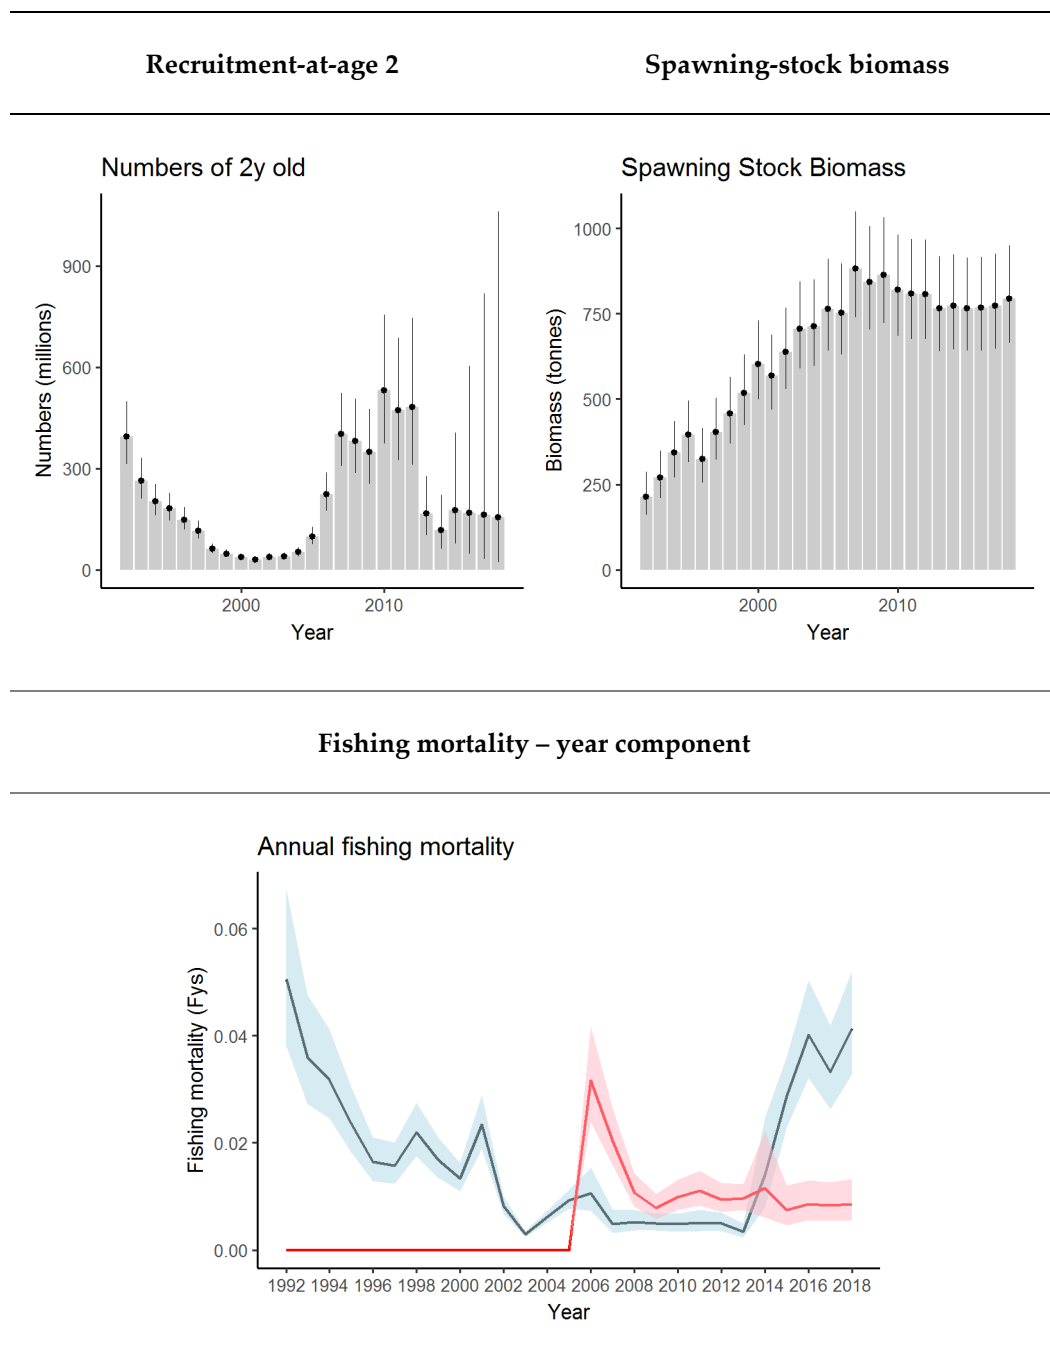 Recruitment-at-age 2
Spawning-stock biomass
Numbers of 2y old
Numbers (millions)
900
600
300
0
2000 2010
Year
Spawning Stock Biomass
Biomass (tonnes)
1000
750
500
250
0
2000 2010
Year
Fishing mortality – year component
Annual fishing mortality
Fishing mortality (Fys)
0.06
0.04
0.02
0.00
1992 1994 1996 1998 2000 2002 2004 2006 2008 2010 2012 2014 2016 2018
Year